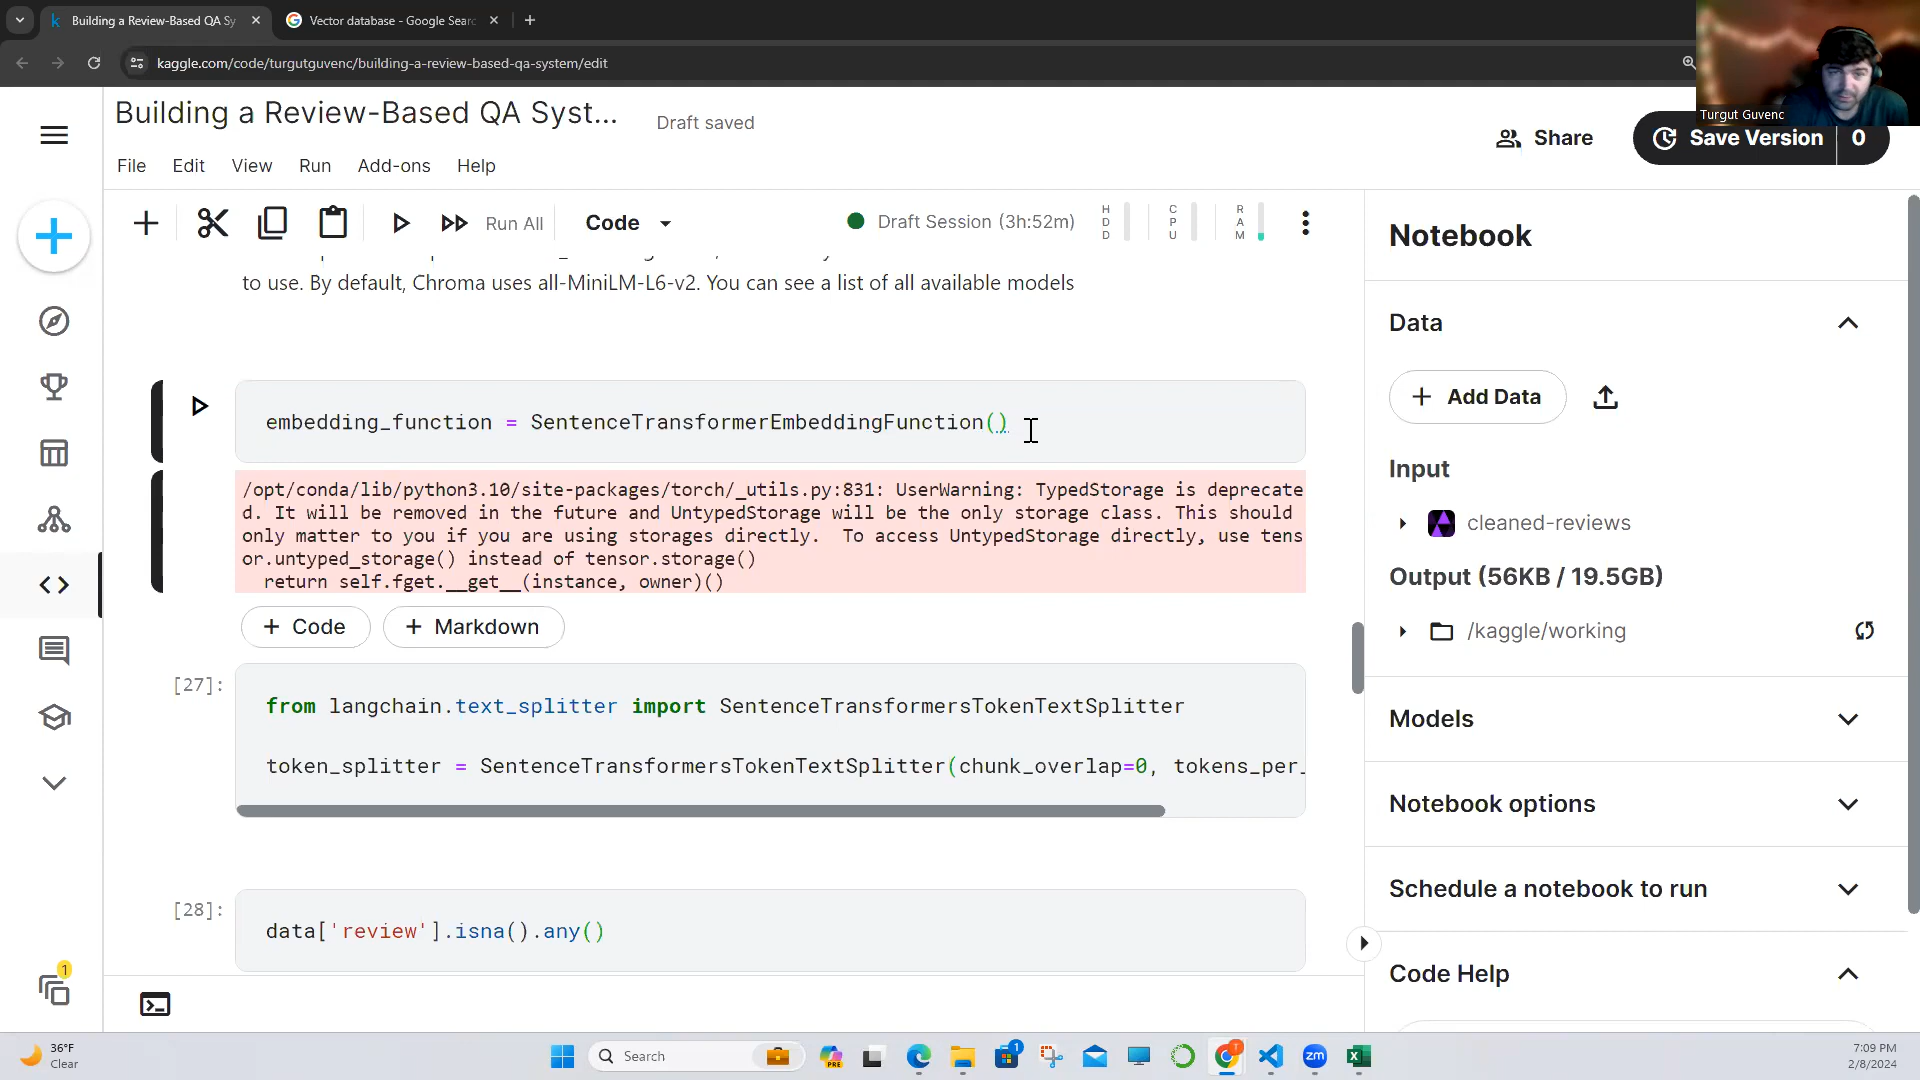 Building a Review-Based QA Sy
Vector database - Google Sear
kaggle.com/code/turgutguvenc/building-a-review-based-qa-system/edit
Turgut Guvenc
Building a Review-Based QA Syst...
Draft saved
Share
Save Version
0
File Edit View Run Add-ons Help
Run All
Code
Draft Session (3h:52m)
HDD
CPU
RAM
to use. By default, Chroma uses all-MiniLM-L6-v2. You can see a list of all available models
embedding_function = SentenceTransformerEmbeddingFunction()
/opt/conda/lib/python3.10/site-packages/torch/_utils.py:831: UserWarning: TypedStorage is deprecate
d. It will be removed in the future and UntypedStorage will be the only storage class. This should
only matter to you if you are using storages directly.  To access UntypedStorage directly, use tens
or.untyped_storage() instead of tensor.storage()
return self.fget.__get__(instance, owner)()
+ Code
+ Markdown
[27]:
from langchain.text_splitter import SentenceTransformersTokenTextSplitter
token_splitter = SentenceTransformersTokenTextSplitter(chunk_overlap=0, tokens_per_
[28]:
data['review'].isna().any()
Notebook
Data
+ Add Data
Input
cleaned-reviews
Output (56KB / 19.5GB)
/kaggle/working
Models
Notebook options
Schedule a notebook to run
Code Help
1
36°F
Clear
Search
PRE
1
T
zm
7:09 PM
2/8/2024